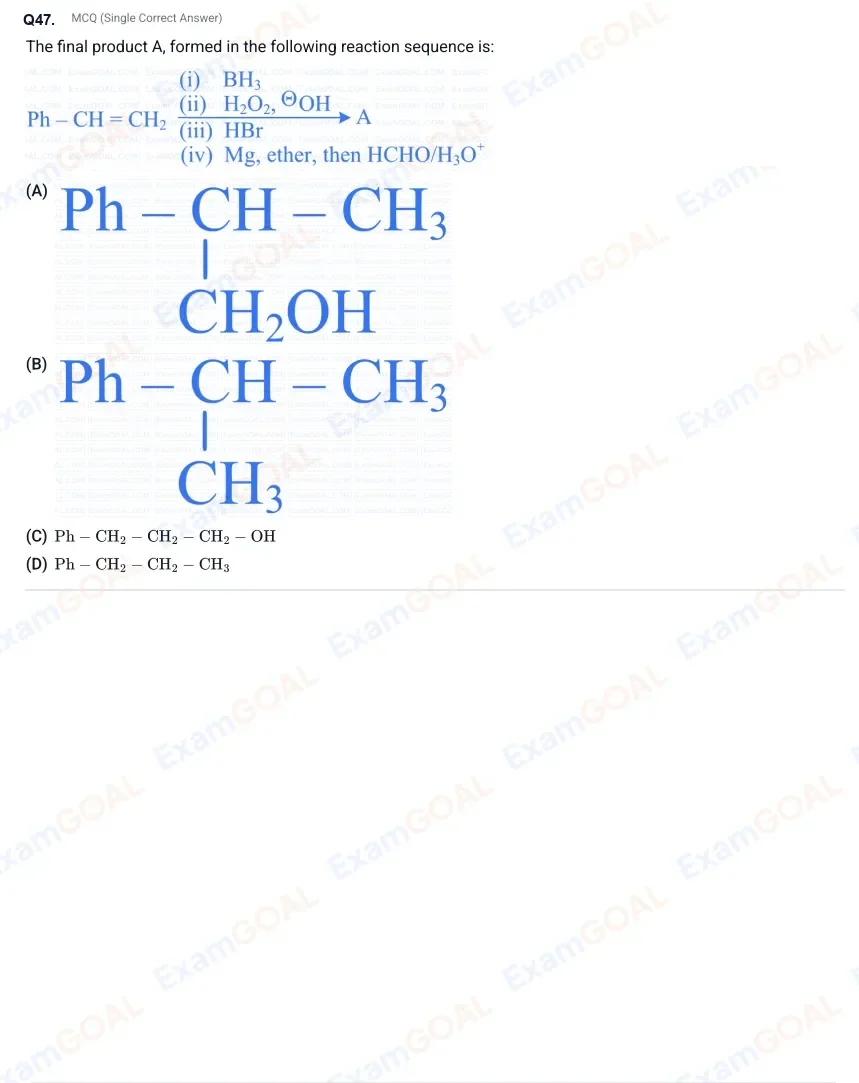 Q47. MCQ (Single Correct Answer)
The final product A, formed in the following reaction sequence is:
(i) BH₃
(ii) H₂O₂, ⊖OH
Ph – CH = CH₂ → A
(iii) HBr
(iv) Mg, ether, then HCHO/H₃O⁺
(A) Ph – CH – CH₃
|
CH₂OH
(B) Ph – CH – CH₃
|
CH₃
(C) Ph – CH₂ – CH₂ – CH₂ – OH
(D) Ph – CH₂ – CH₂ – CH₃
ExamGOAL